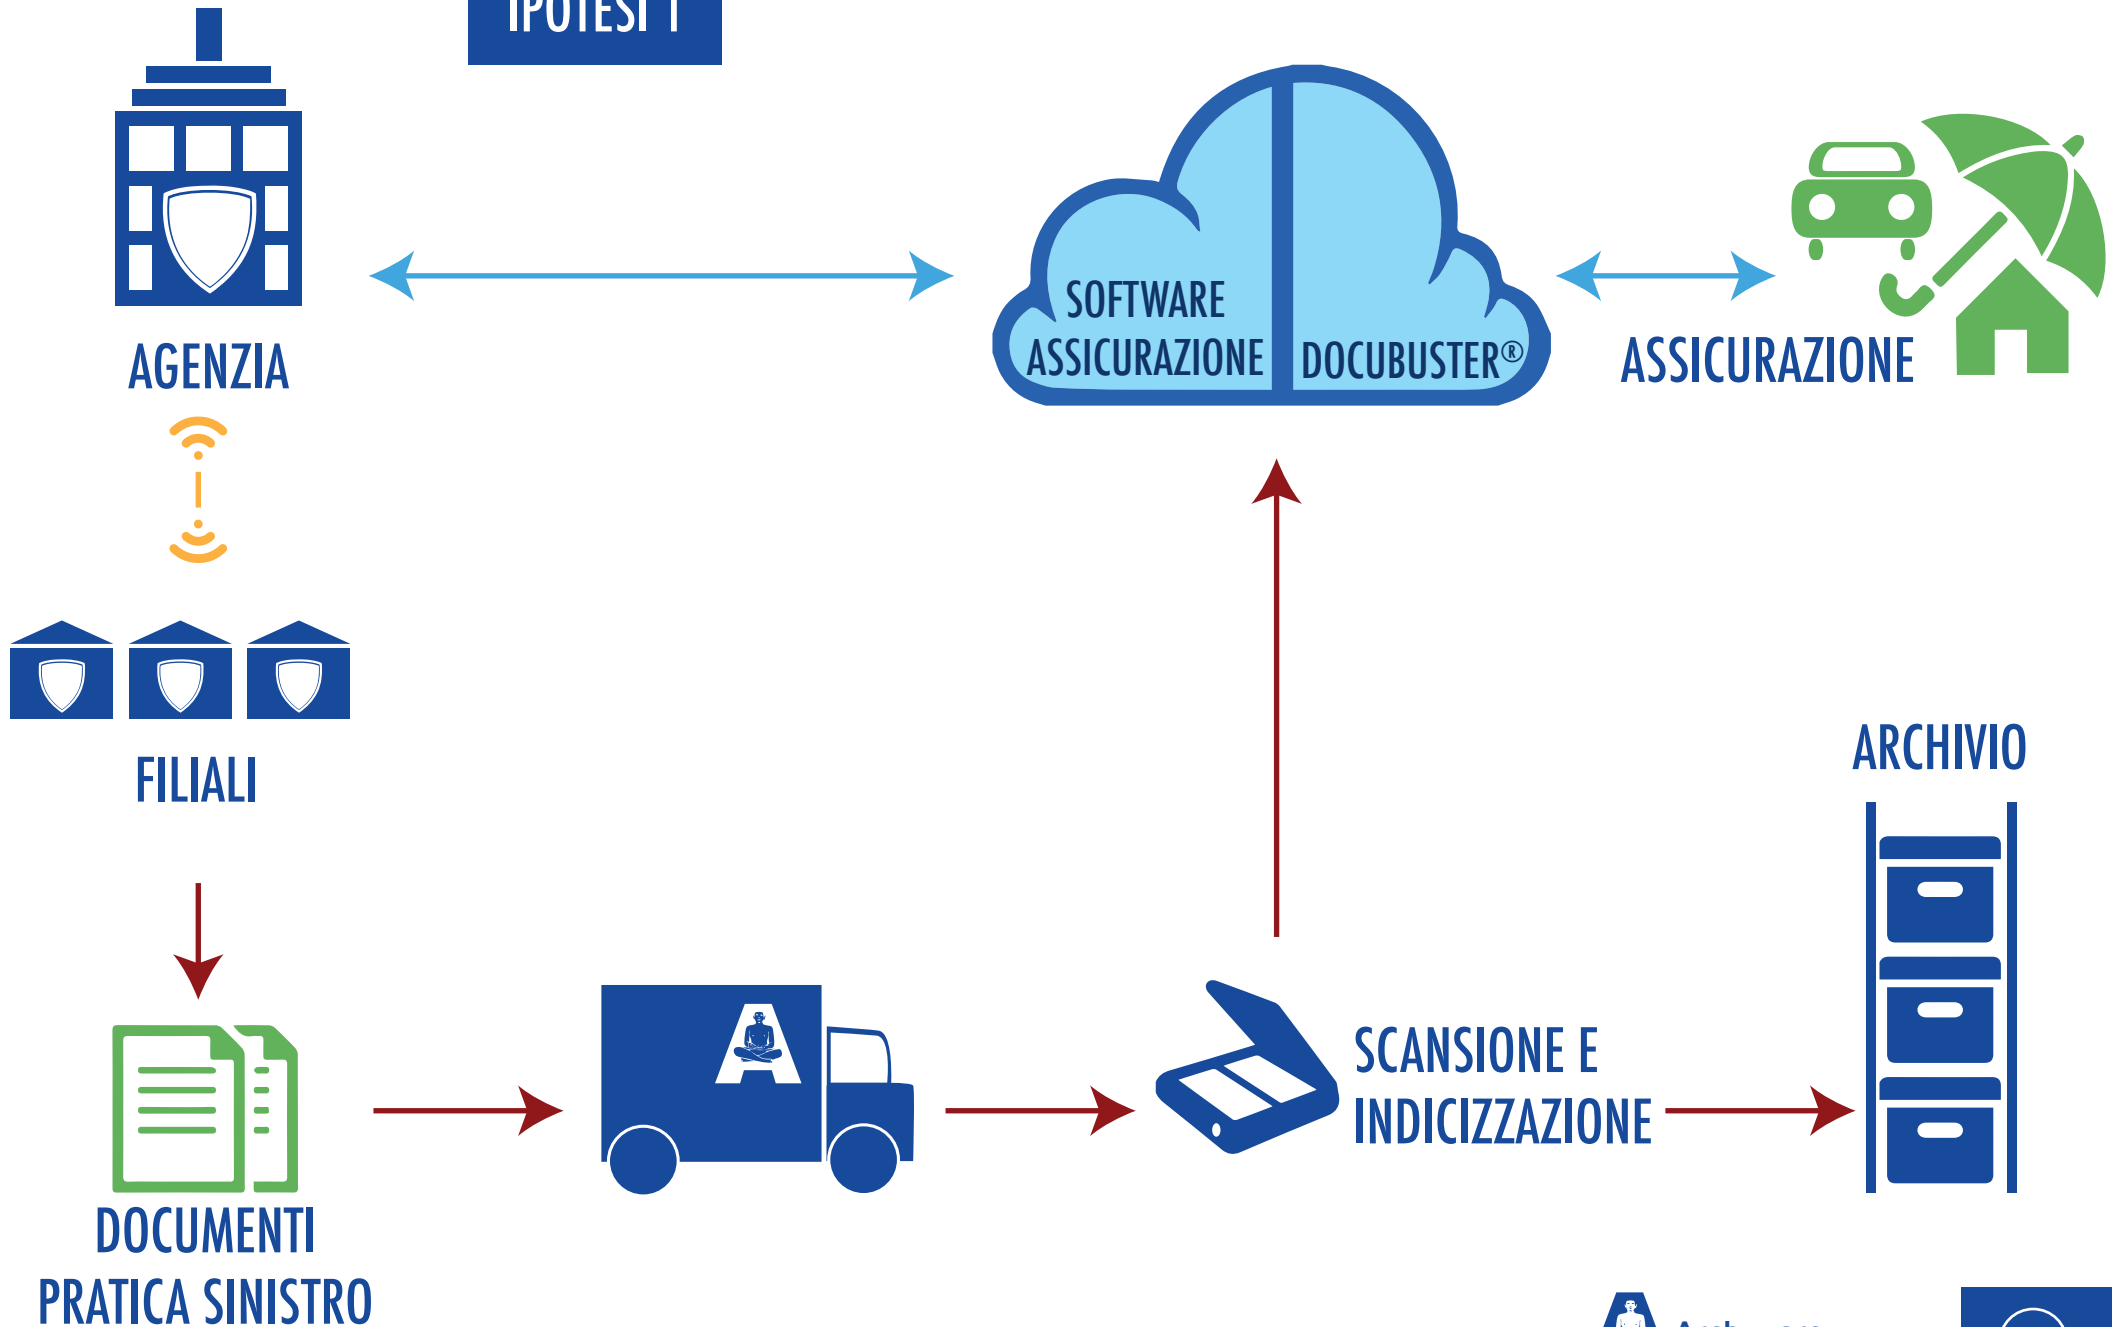 IPOTESI 1
AGENZIA
SOFTWARE
ASSICURAZIONE
DOCUBUSTER®
ASSICURAZIONE
FILIALI
ARCHIVIO
SCANSIONE E
INDICIZZAZIONE
DOCUMENTI
PRATICA SINISTRO